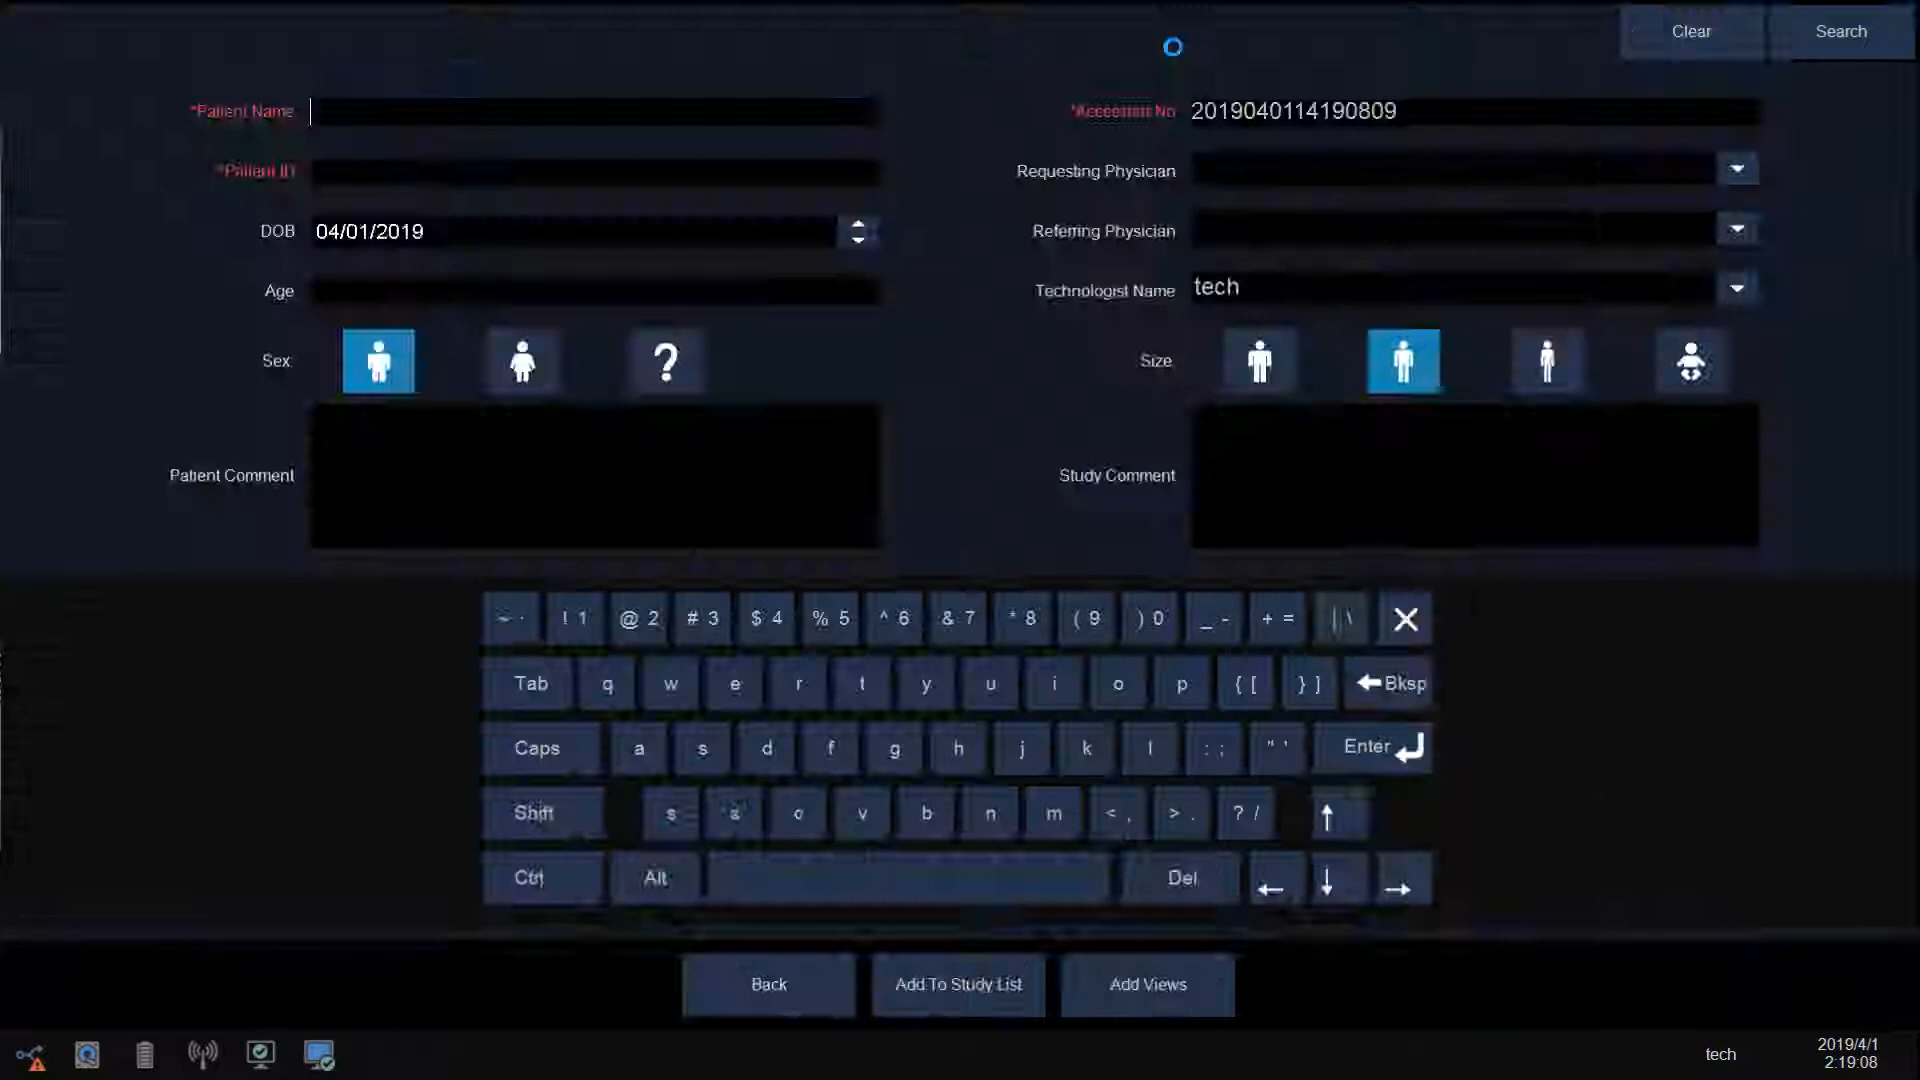 Clear Search
*Patient Name
*Accession No 2019040114190809
*Patient ID
Requesting Physician
DOB 04/01/2019
Referring Physician
Age
Technologist Name tech
Sex ?
Size
Patient Comment
Study Comment
! 1 @ 2 # 3 $ 4 % 5 ^ 6 & 7 * 8 ( 9 ) 0 _ - + = | \
Tab q w e r t y u i o p { [ } ] Bksp
Caps a s d f g h j k l : ; " ' Enter
Shift c v b n m < , > . ? /
Ctrl Alt Del
Back Add To Study List Add Views
tech
2019/4/1
2:19:08